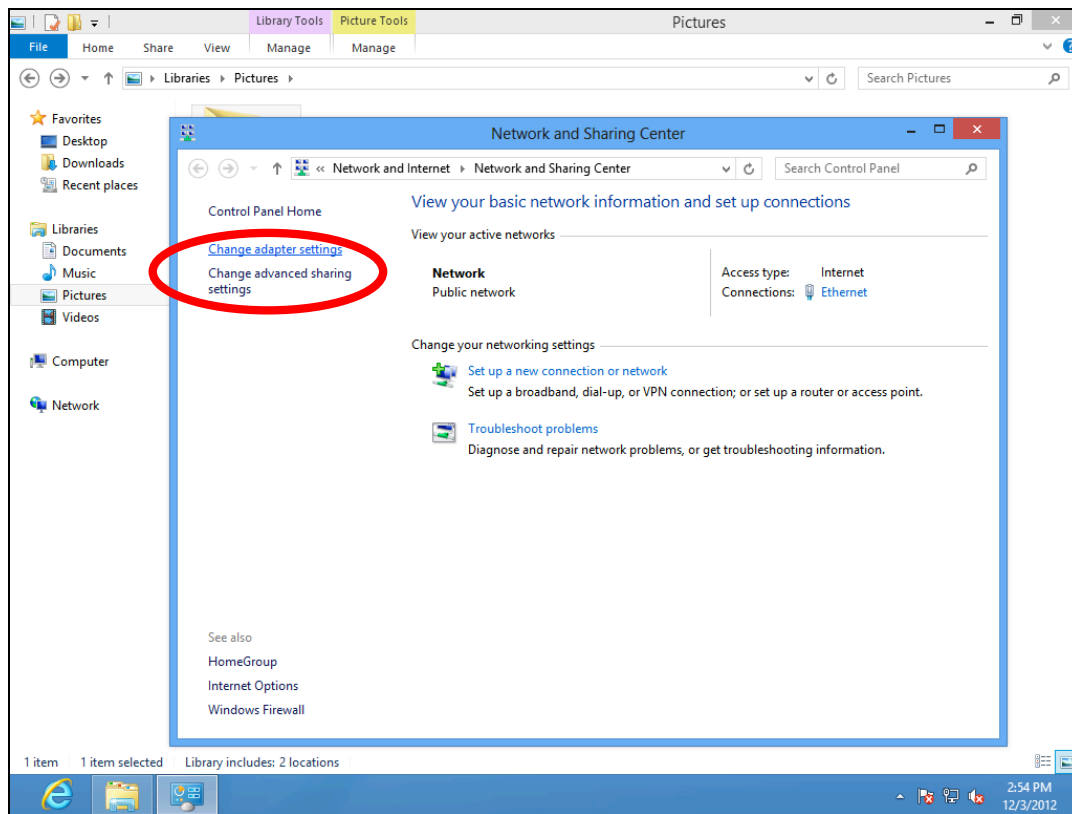 Library Tools Picture Tools Pictures
File Home Share View Manage Manage
Libraries Pictures Search Pictures
Favorites
Desktop
Downloads
Recent places
Libraries
Documents
Music
Pictures
Videos
Computer
Network
Network and Sharing Center
« Network and Internet Network and Sharing Center Search Control Panel
Control Panel Home
Change adapter settings
Change advanced sharing
settings
View your basic network information and set up connections
View your active networks
Network
Public network
Access type: Internet
Connections: Ethernet
Change your networking settings
Set up a new connection or network
Set up a broadband, dial-up, or VPN connection; or set up a router or access point.
Troubleshoot problems
Diagnose and repair network problems, or get troubleshooting information.
See also
HomeGroup
Internet Options
Windows Firewall
1 item 1 item selected Library includes: 2 locations
2:54 PM
12/3/2012